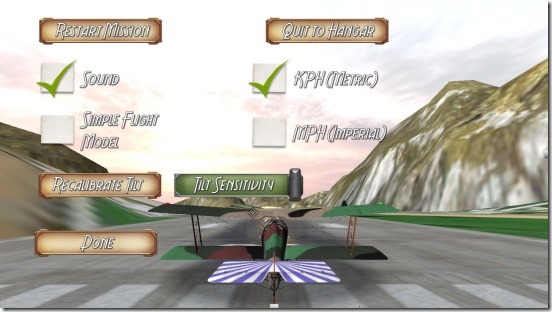 Restart Mission
Quit to Hangar
Sound
KPH (Metric)
Simple Flight
Model
MPH (Imperial)
Recalibrate Tilt
Tilt Sensitivity
Done